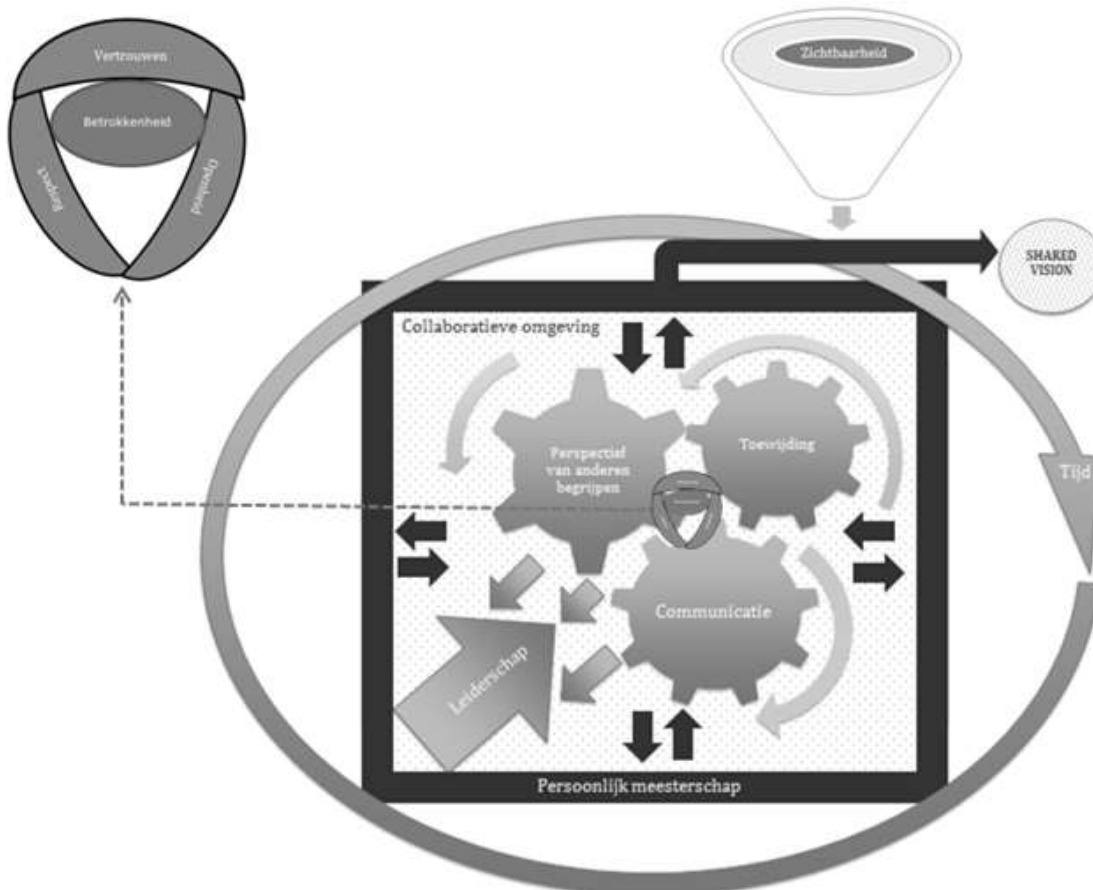 Vertrouwen
Betrokkenheid
Respect
Openheid
Zichtbaarheid
SHARED
VISION
Collaboratieve omgeving
Perspectief
van anderen
begrijpen
Toewijding
Tijd
Communicatie
Leiderschap
Persoonlijk meesterschap